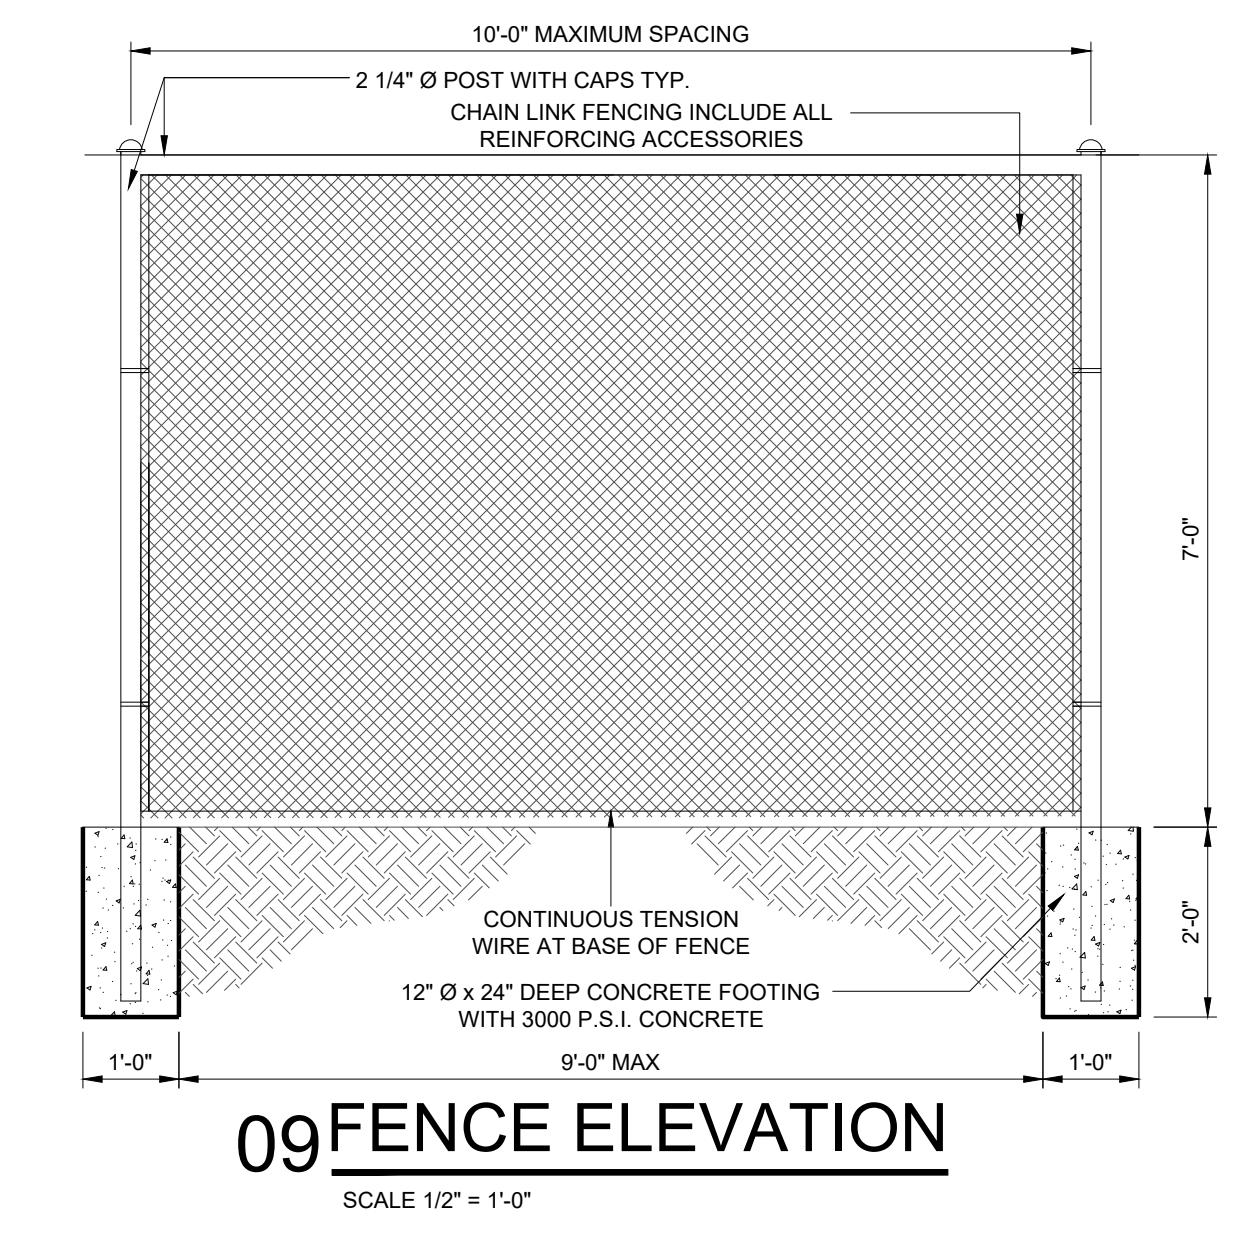 10'-0" MAXIMUM SPACING
2 1/4" Ø POST WITH CAPS TYP.
CHAIN LINK FENCING INCLUDE ALL
REINFORCING ACCESSORIES
7'-0"
CONTINUOUS TENSION
WIRE AT BASE OF FENCE
2'-0"
12" Ø x 24" DEEP CONCRETE FOOTING
WITH 3000 P.S.I. CONCRETE
1'-0"
9'-0" MAX
1'-0"
09 FENCE ELEVATION
SCALE 1/2" = 1'-0"